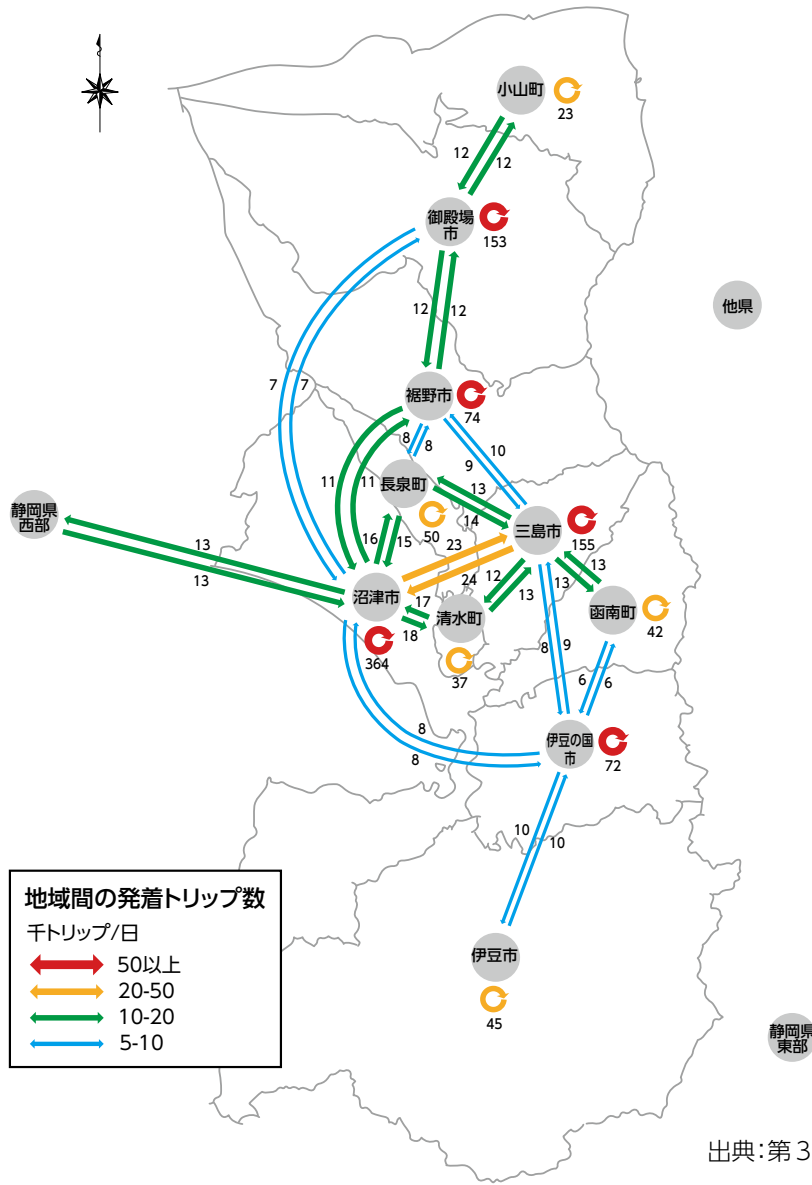 小山町
23
12
12
御殿場
市
153
他県
12
12
7
7
裾野市
74
8
8
10
9
11
11
長泉町
50
13
14
静岡県
西部
三島市
155
16
15
23
24
13
13
12
13
13
13
沼津市
364
17
18
清水町
37
函南町
42
8
9
6
6
8
8
伊豆の国
市
72
10
10
地域間の発着トリップ数
千トリップ/日
50以上
20-50
10-20
5-10
伊豆市
45
静岡県
東部
出典：第３